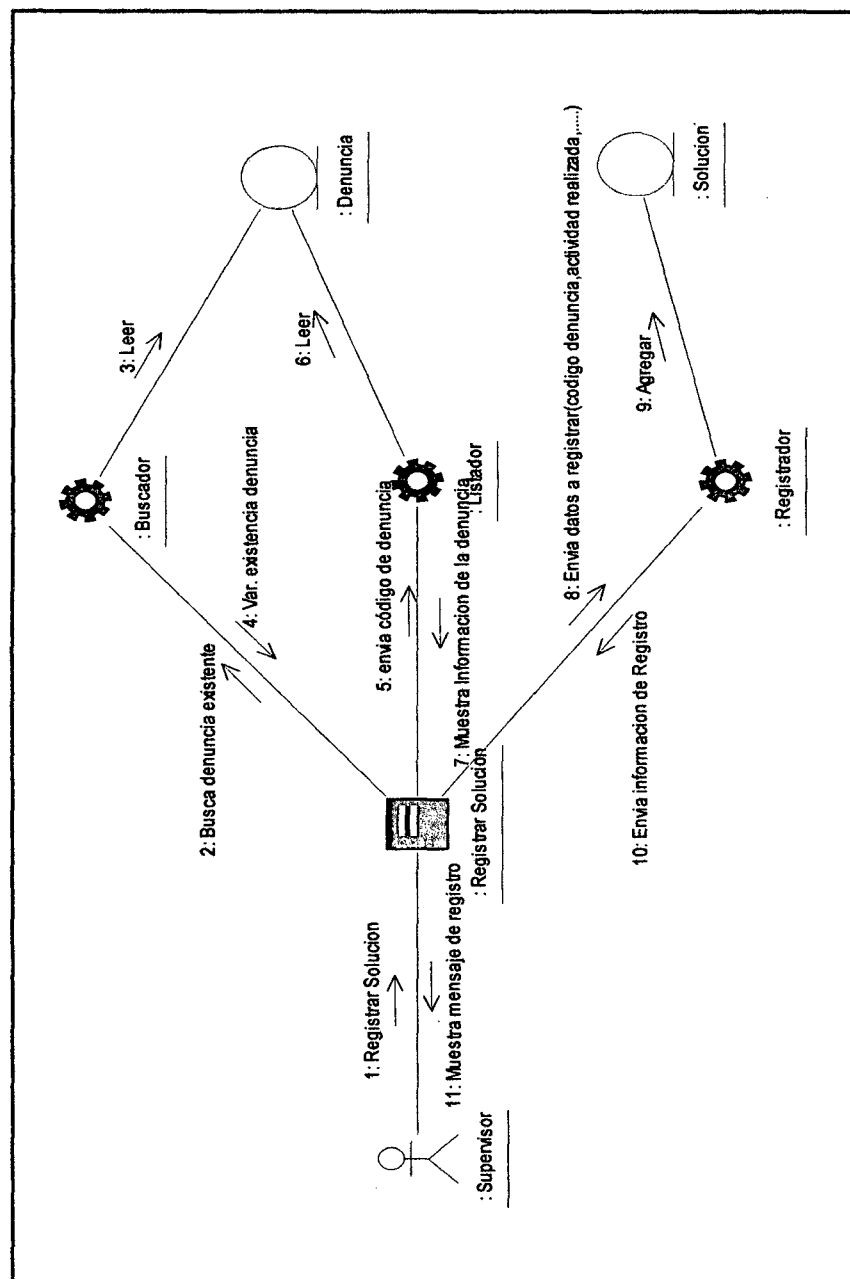 : Supervisor
1: Registrar Solucion
11: Muestra mensaje de registro
: Registrar Solución
2: Busca denuncia existente
4: Var. existencia denuncia
: Buscador
3: Leer
: Denuncia
5: envia código de denuncia
7: Muestra Informacion de la denuncia
: Listador
6: Leer
8: Envia datos a registrar(codigo denuncia,actividad realizada,.....)
10: Envia informacion de Registro
: Registrador
9: Agregar
: Solucion